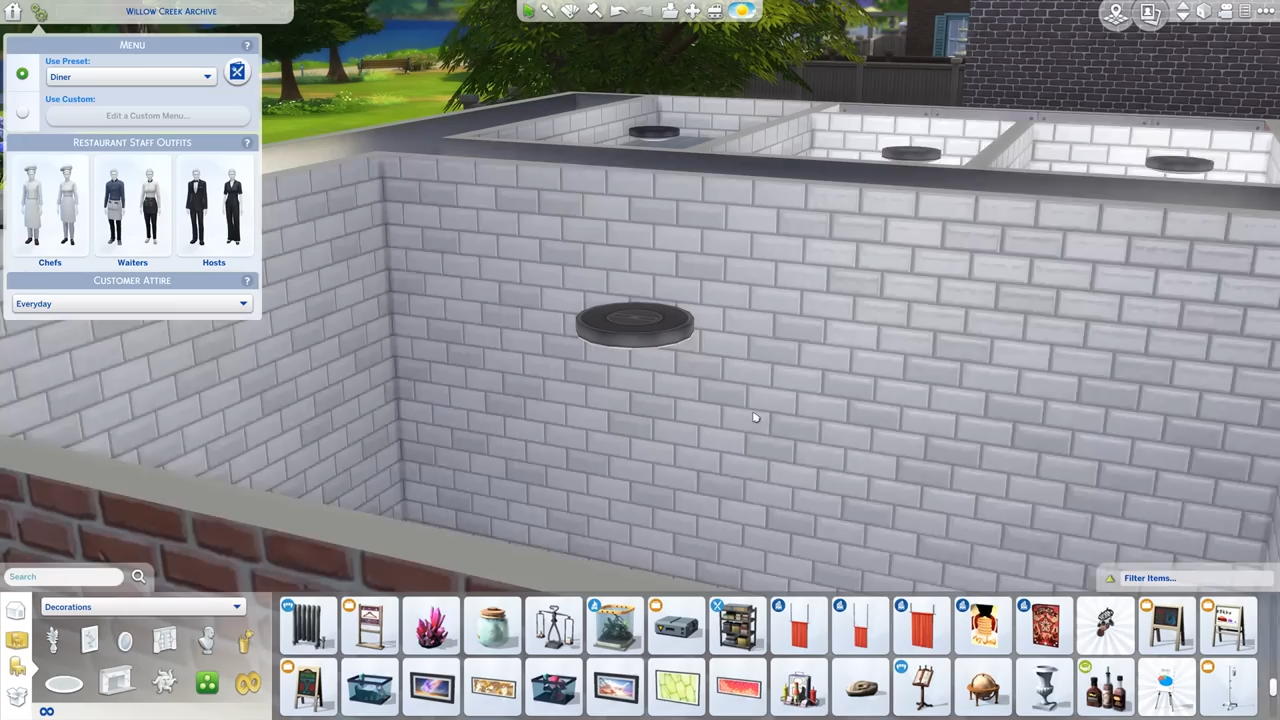 WILLOW CREEK ARCHIVE
MENU
?
Use Preset:
Diner
Use Custom:
Edit a Custom Menu...
RESTAURANT STAFF OUTFITS
?
Chefs
Waiters
Hosts
CUSTOMER ATTIRE
?
Everyday
Search
Filter Items...
Decorations